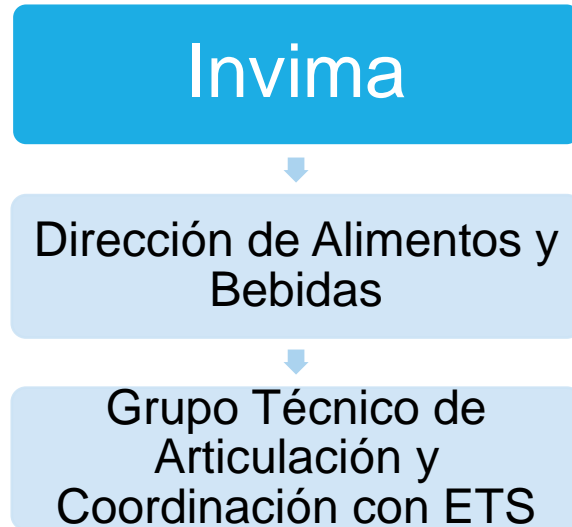 Invima
Dirección de Alimentos y
Bebidas
Grupo Técnico de
Articulación y
Coordinación con ETS